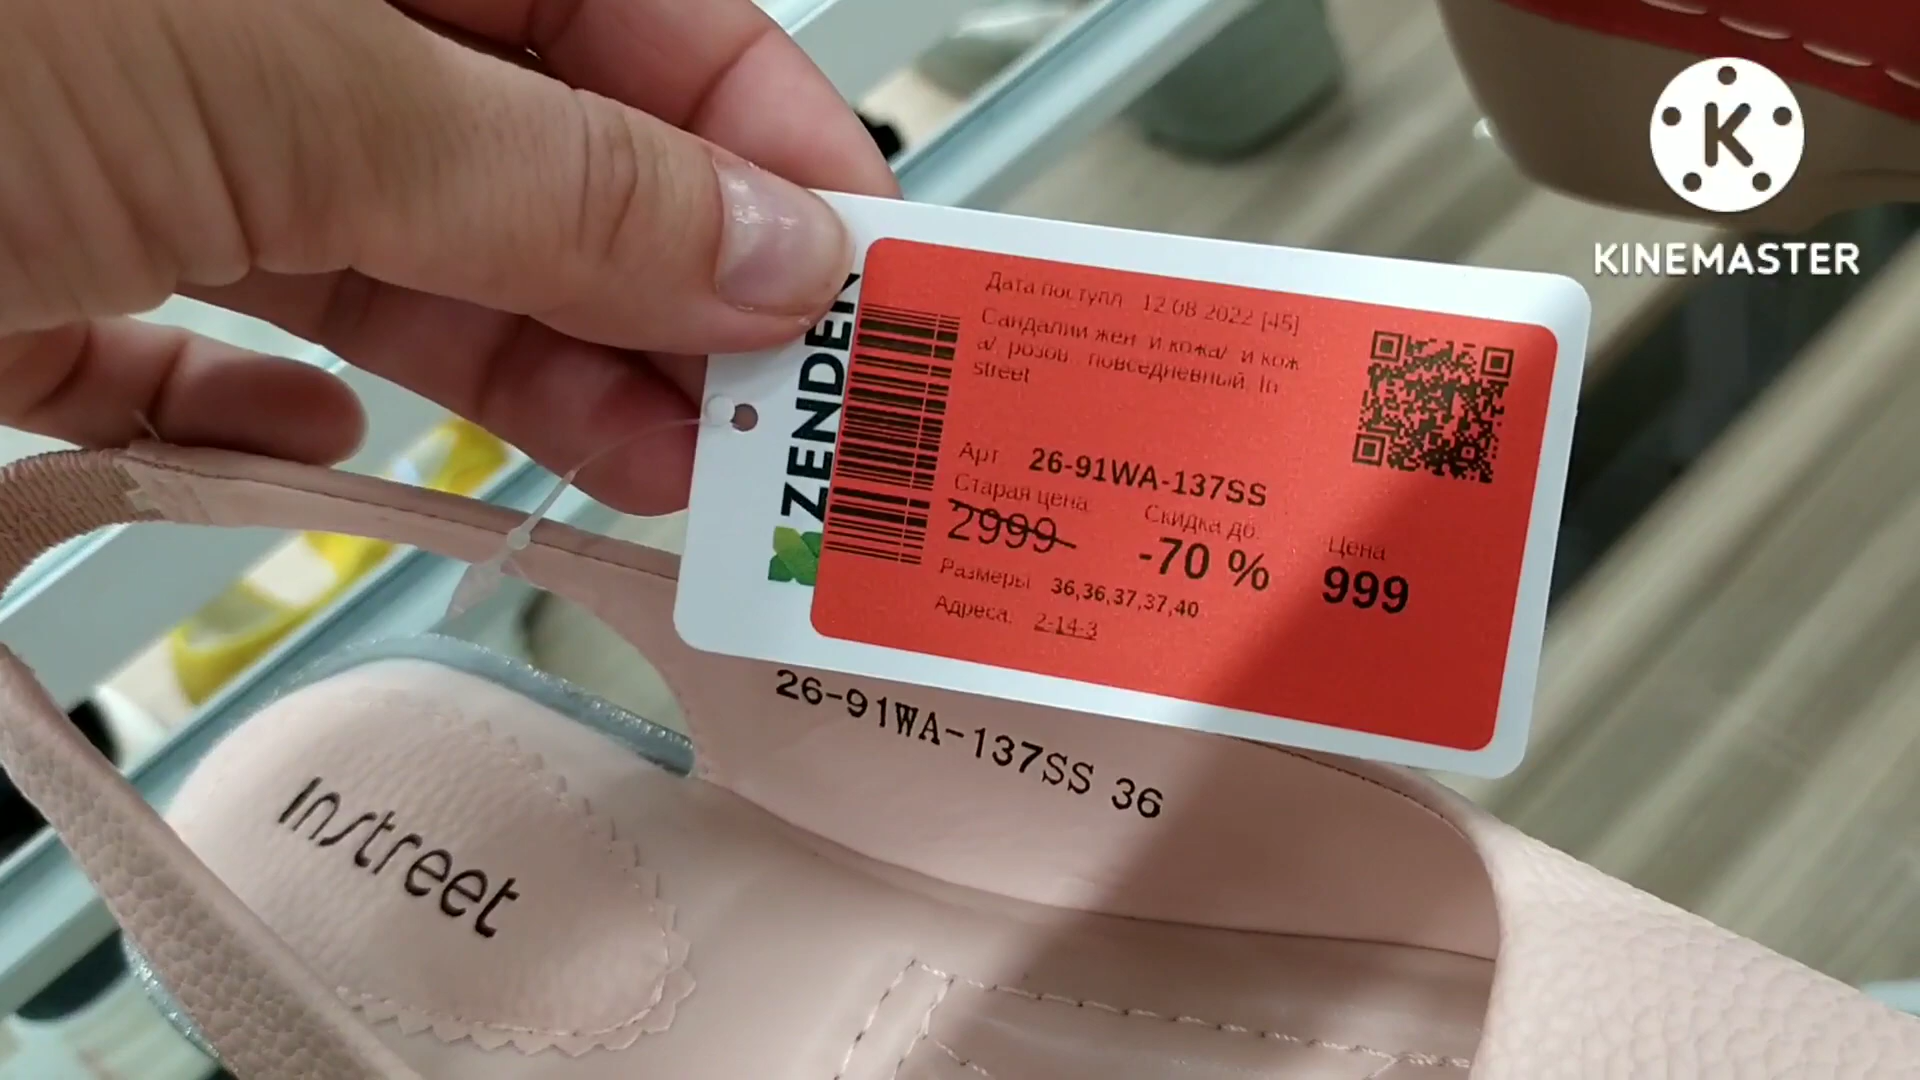 KINEMASTER
ZENDEN
Дата поступл 12 08 2022 [45]
Сандалии жен и кожа/ и кож
а/ розов повседневный In
street
Арт 26-91WA-137SS
Старая цена Скидка до: Цена
2999 -70 % 999
Размеры 36,36,37,37,40
Адреса: 2-14-3
26-91WA-137SS 36
instreet